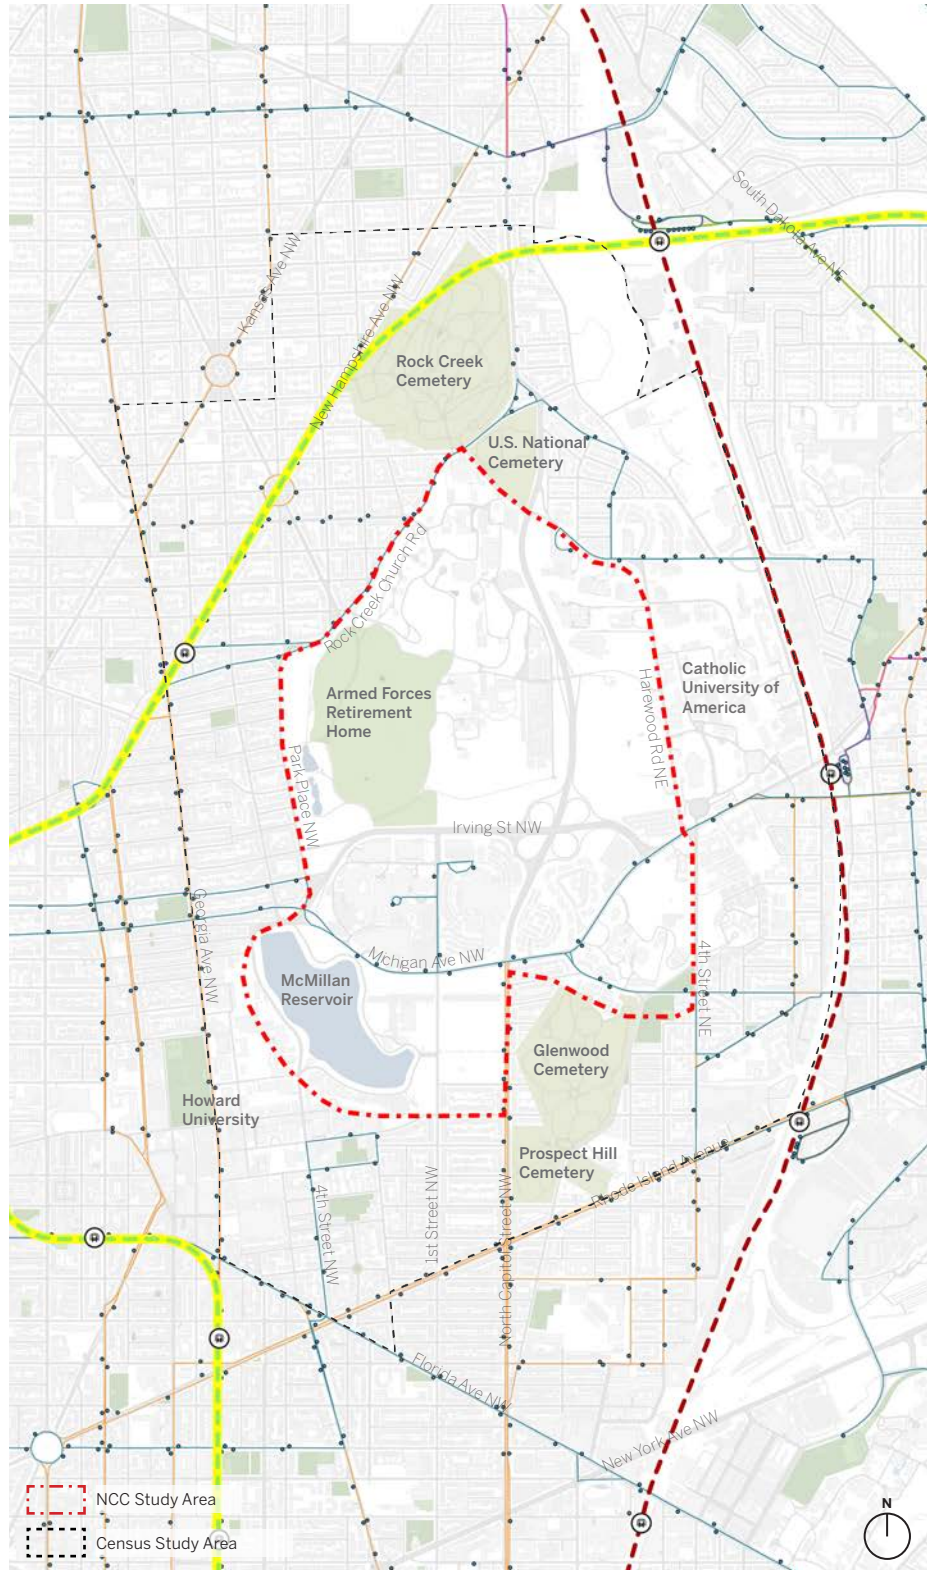 South Dakota Ave NE
Kansas Ave NW
New Hampshire Ave NW
Rock Creek
Cemetery
U.S. National
Cemetery
Rock Creek Church Rd
Catholic
University of
America
Harewood Rd NE
Armed Forces
Retirement
Home
Park Place NW
Irving St NW
Georgia Ave NW
Michgan Ave NW
4th Street NE
McMillan
Reservoir
Glenwood
Cemetery
Howard
University
Prospect Hill
Cemetery
Rhode Island Avenue
4th Street NW
1st Street NW
North Capitol Street NW
Florida Ave NW
New York Ave NW
NCC Study Area
Census Study Area
N